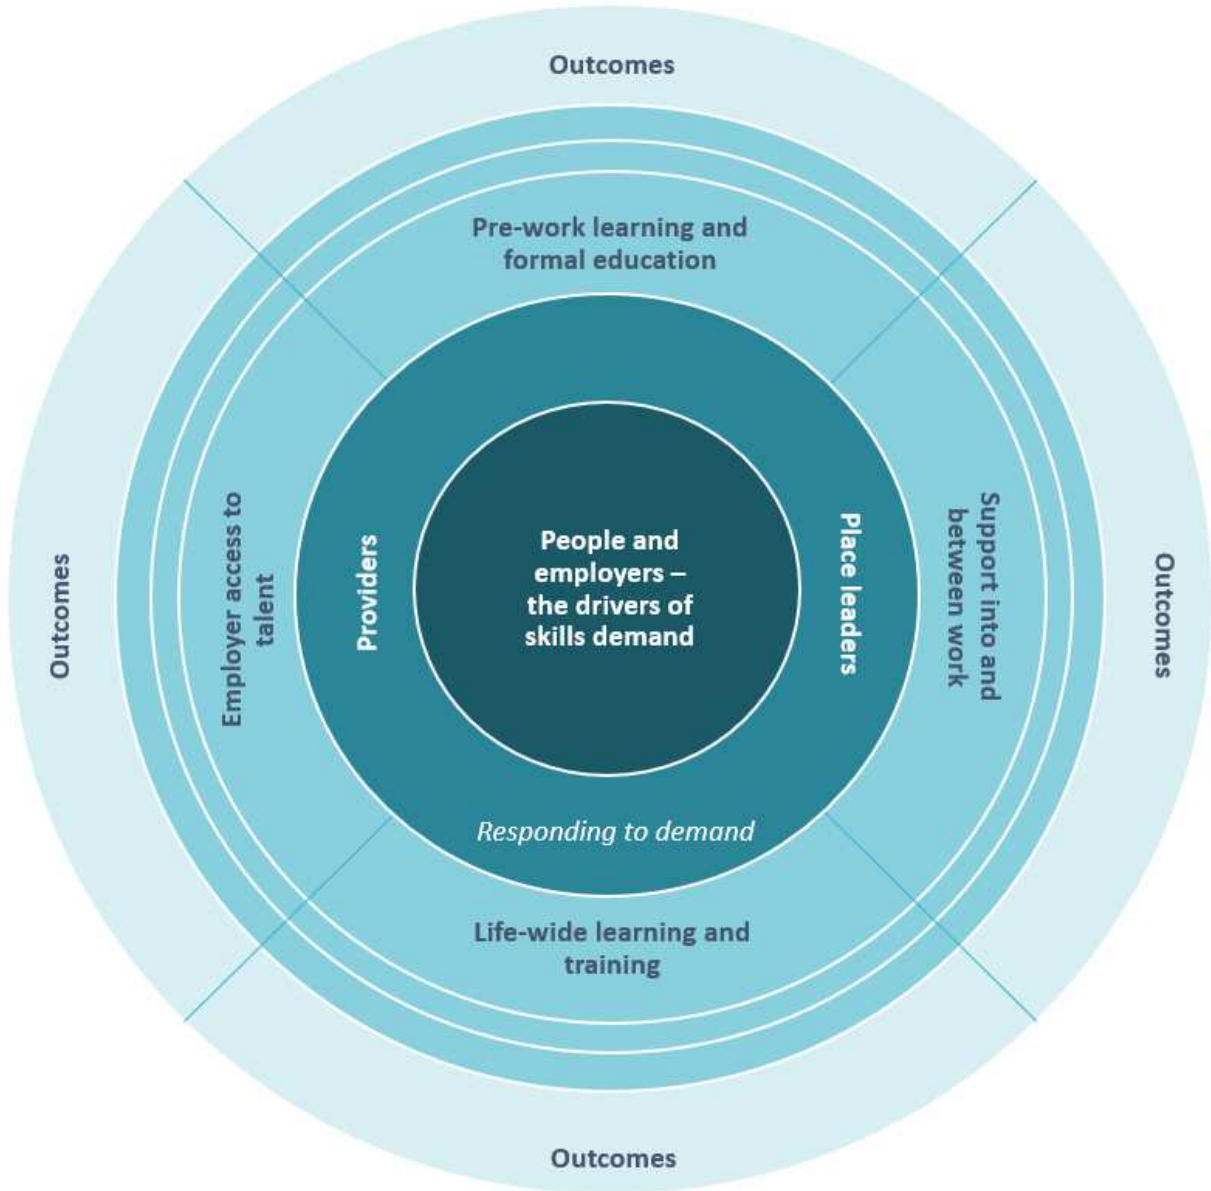 Outcomes
Pre-work learning and
formal education
Outcomes
Employer access to
talent
Providers
People and
employers –
the drivers of
skills demand
Place leaders
Support into and
between work
Outcomes
Responding to demand
Life-wide learning and
training
Outcomes